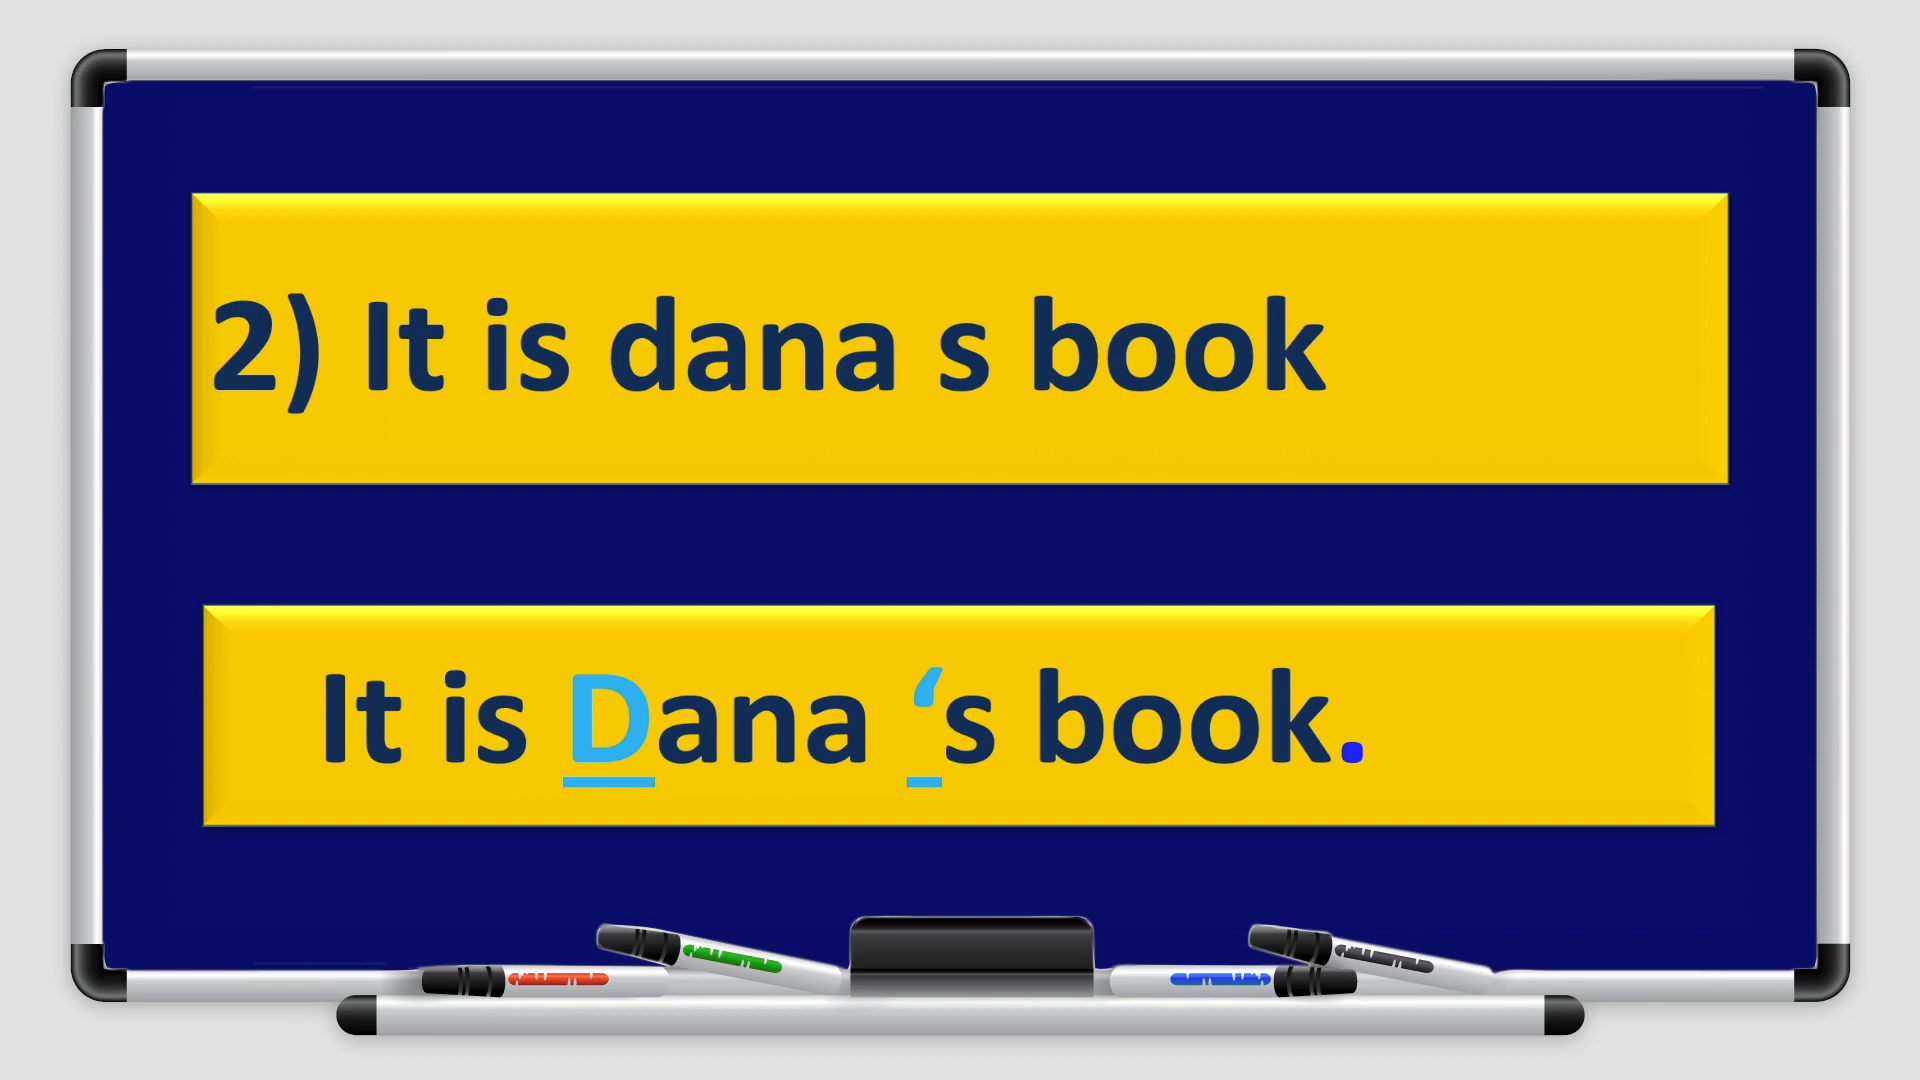 2) It is dana s book
It is Dana ‘s book.